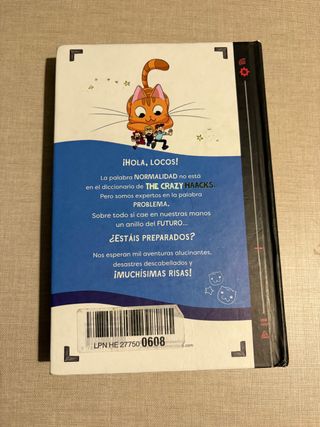 ¡HOLA, LOCOS!
La palabra NORMALIDAD no está
en el diccionario de THE CRAZY HAACKS.
Pero somos expertos en la palabra
PROBLEMA.
Sobre todo si cae en nuestras manos
un anillo del FUTURO...
¿ESTÁIS PREPARADOS?
Nos esperan mil aventuras alucinantes,
desastres descabellados y
¡MUCHÍSIMAS RISAS!
LPN HE 27750 0608